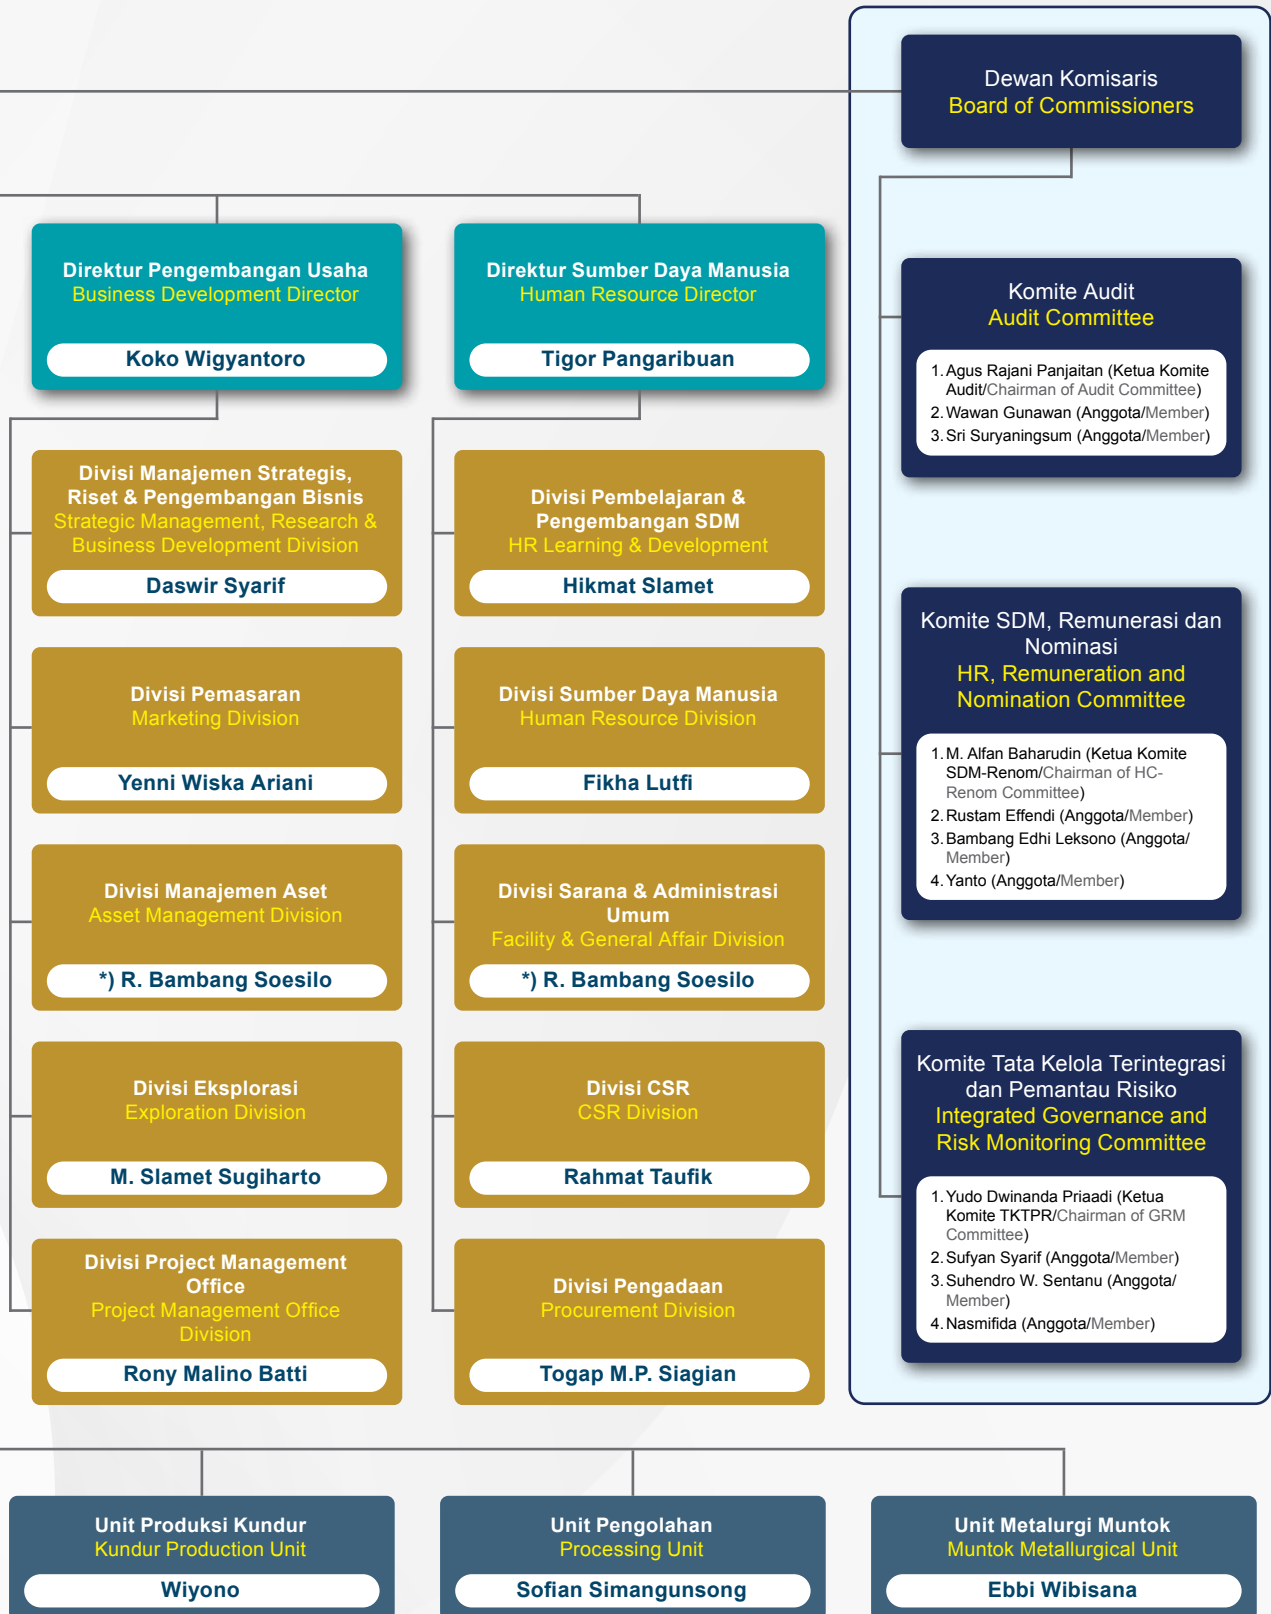 Dewan Komisaris
Board of Commissioners
Direktur Pengembangan Usaha
Business Development Director
Koko Wigyantoro
Direktur Sumber Daya Manusia
Human Resource Director
Tigor Pangaribuan
Komite Audit
Audit Committee
1. Agus Rajani Panjaitan (Ketua Komite
Audit/Chairman of Audit Committee)
2. Wawan Gunawan (Anggota/Member)
3. Sri Suryaningsum (Anggota/Member)
Divisi Manajemen Strategis,
Riset & Pengembangan Bisnis
Strategic Management, Research &
Business Development Division
Daswir Syarif
Divisi Pembelajaran &
Pengembangan SDM
HR Learning & Development
Hikmat Slamet
Komite SDM, Remunerasi dan
Nominasi
HR, Remuneration and
Nomination Committee
1. M. Alfan Baharudin (Ketua Komite
SDM-Renom/Chairman of HC-
Renom Committee)
2. Rustam Effendi (Anggota/Member)
3. Bambang Edhi Leksono (Anggota/
Member)
4. Yanto (Anggota/Member)
Divisi Pemasaran
Marketing Division
Yenni Wiska Ariani
Divisi Sumber Daya Manusia
Human Resource Division
Fikha Lutfi
Divisi Manajemen Aset
Asset Management Division
*) R. Bambang Soesilo
Divisi Sarana & Administrasi
Umum
Facility & General Affair Division
*) R. Bambang Soesilo
Komite Tata Kelola Terintegrasi
dan Pemantau Risiko
Integrated Governance and
Risk Monitoring Committee
1. Yudo Dwinanda Priaadi (Ketua
Komite TKTPR/Chairman of GRM
Committee)
2. Sufyan Syarif (Anggota/Member)
3. Suhendro W. Sentanu (Anggota/
Member)
4. Nasmifida (Anggota/Member)
Divisi Eksplorasi
Exploration Division
M. Slamet Sugiharto
Divisi CSR
CSR Division
Rahmat Taufik
Divisi Project Management
Office
Project Management Office
Division
Rony Malino Batti
Divisi Pengadaan
Procurement Division
Togap M.P. Siagian
Unit Produksi Kundur
Kundur Production Unit
Wiyono
Unit Pengolahan
Processing Unit
Sofian Simangunsong
Unit Metalurgi Muntok
Muntok Metallurgical Unit
Ebbi Wibisana